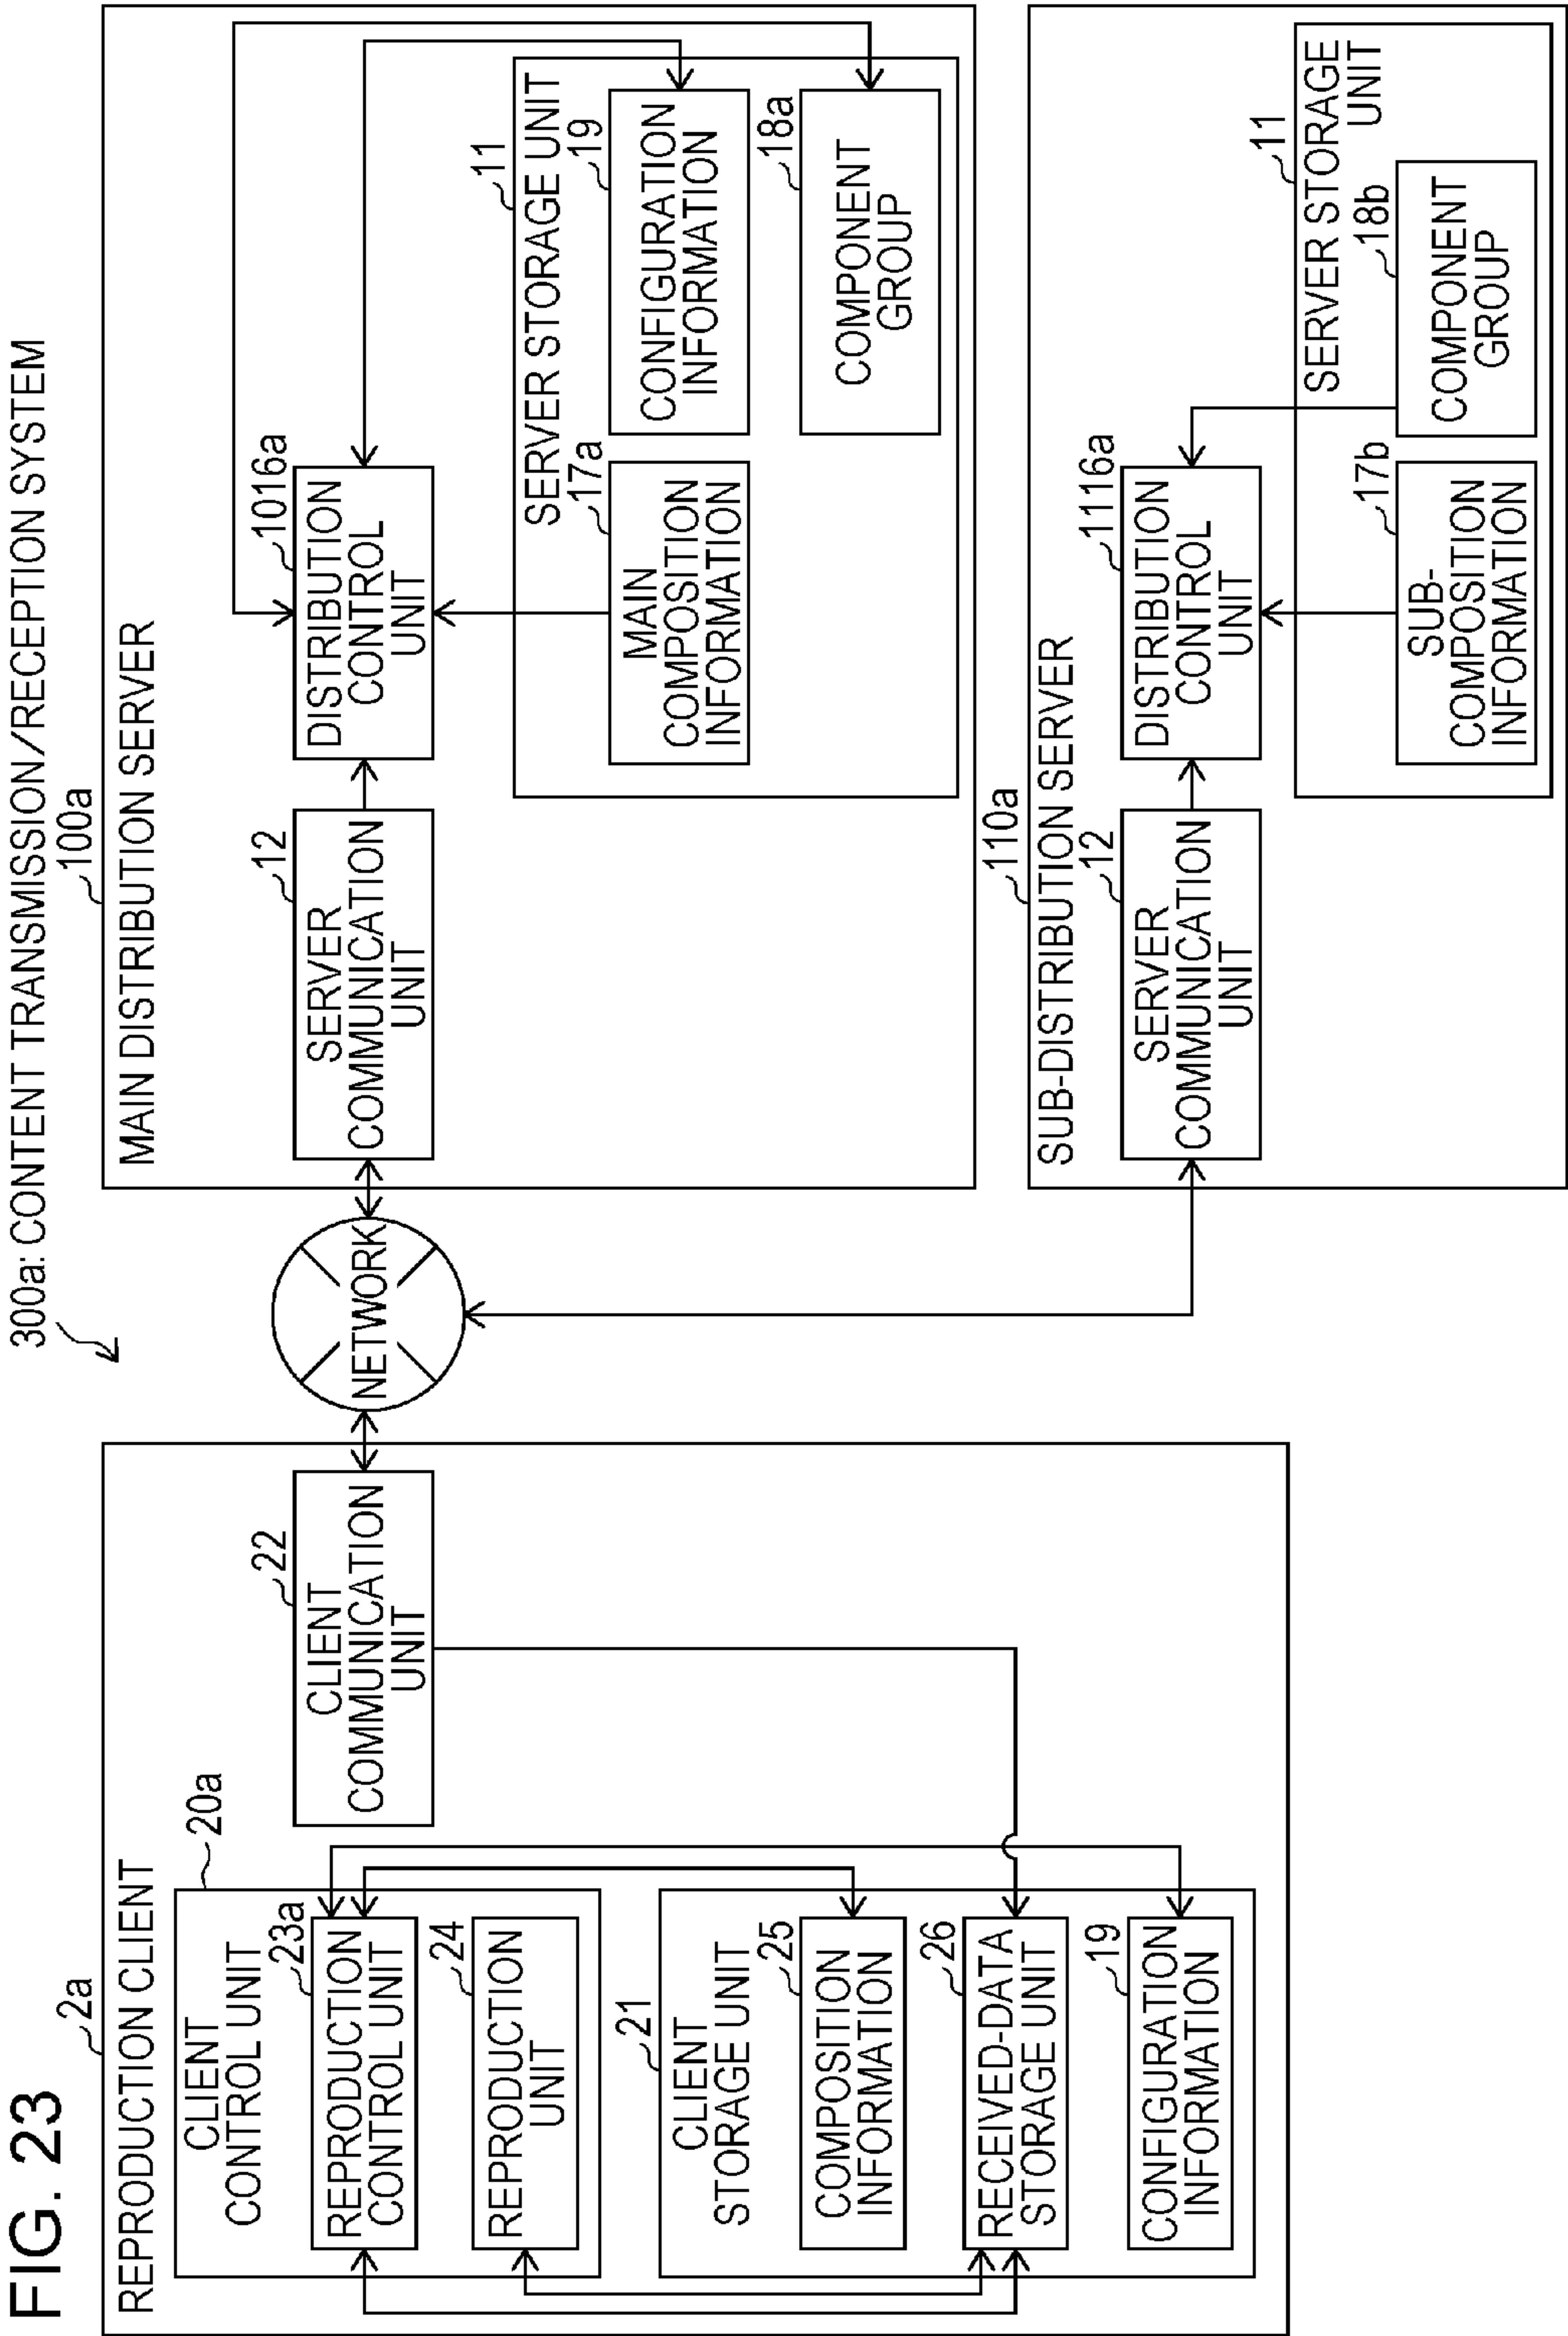 FIG. 23
300a: CONTENT TRANSMISSION/RECEPTION SYSTEM
2a
REPRODUCTION CLIENT
20a
CLIENT
CONTROL UNIT
23a
REPRODUCTION
CONTROL UNIT
24
REPRODUCTION
UNIT
21
CLIENT
STORAGE UNIT
25
COMPOSITION
INFORMATION
26
RECEIVED-DATA
STORAGE UNIT
19
CONFIGURATION
INFORMATION
22
CLIENT
COMMUNICATION
UNIT
NETWORK
100a
MAIN DISTRIBUTION SERVER
12
SERVER
COMMUNICATION
UNIT
1016a
DISTRIBUTION
CONTROL
UNIT
11
SERVER STORAGE UNIT
17a
MAIN
COMPOSITION
INFORMATION
19
CONFIGURATION
INFORMATION
18a
COMPONENT
GROUP
110a
SUB-DISTRIBUTION SERVER
12
SERVER
COMMUNICATION
UNIT
1116a
DISTRIBUTION
CONTROL
UNIT
11
SERVER STORAGE
UNIT
17b
SUB-
COMPOSITION
INFORMATION
18b
COMPONENT
GROUP